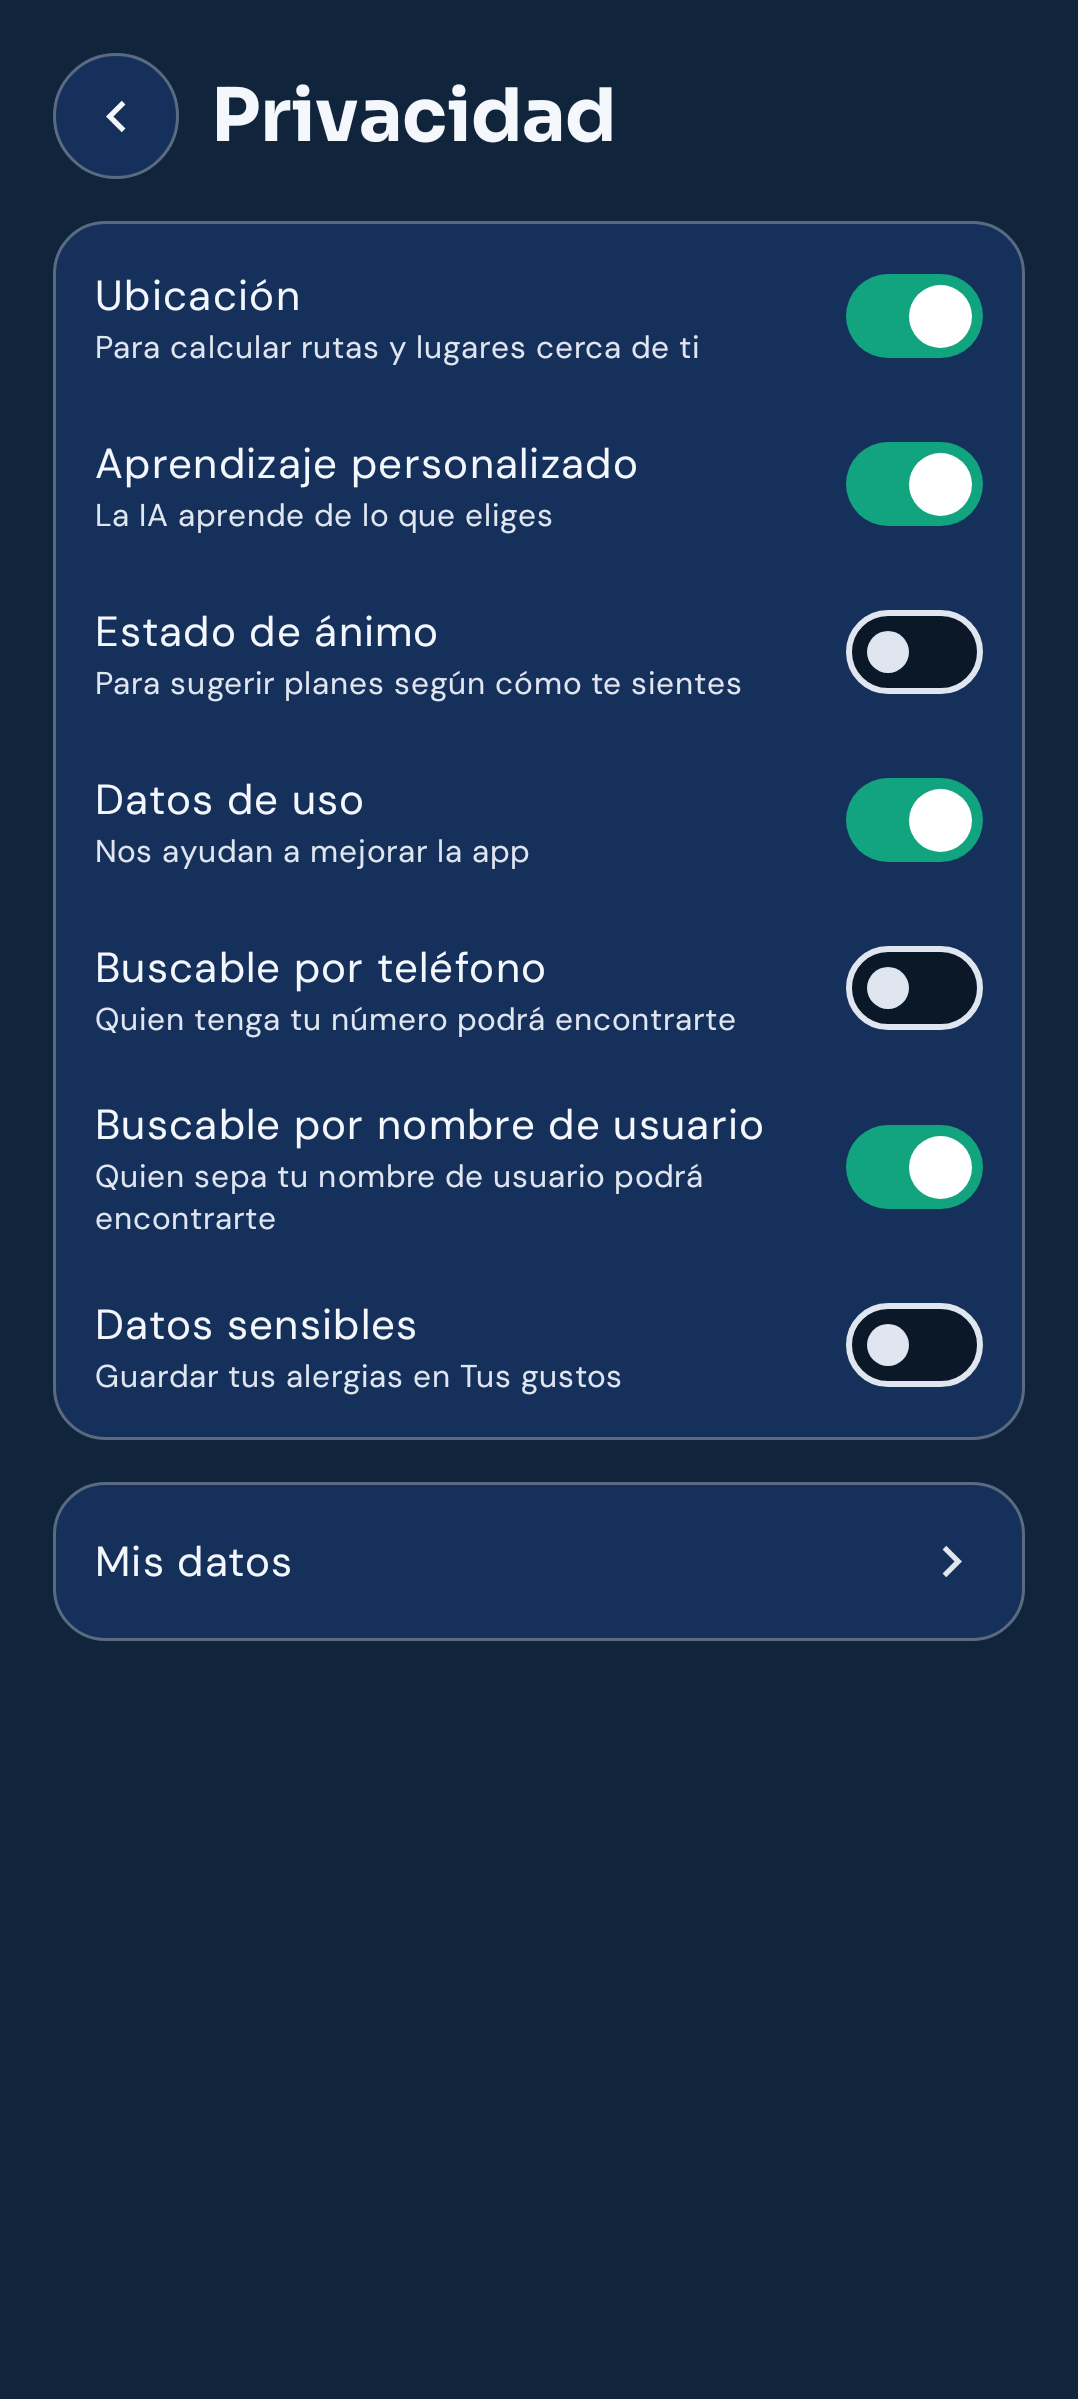 Privacidad
Ubicación
Para calcular rutas y lugares cerca de ti
Aprendizaje personalizado
La IA aprende de lo que eliges
Estado de ánimo
Para sugerir planes según cómo te sientes
Datos de uso
Nos ayudan a mejorar la app
Buscable por teléfono
Quien tenga tu número podrá encontrarte
Buscable por nombre de usuario
Quien sepa tu nombre de usuario podrá
encontrarte
Datos sensibles
Guardar tus alergias en Tus gustos
Mis datos